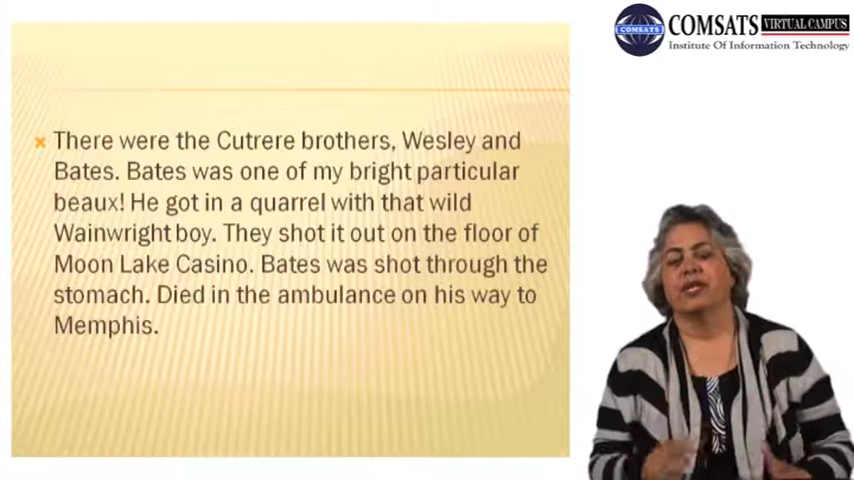 COMSATS
COMSATS VIRTUAL CAMPUS
Institute Of Information Technology
There were the Cutrere brothers, Wesley and
Bates. Bates was one of my bright particular
beaux! He got in a quarrel with that wild
Wainwright boy. They shot it out on the floor of
Moon Lake Casino. Bates was shot through the
stomach. Died in the ambulance on his way to
Memphis.